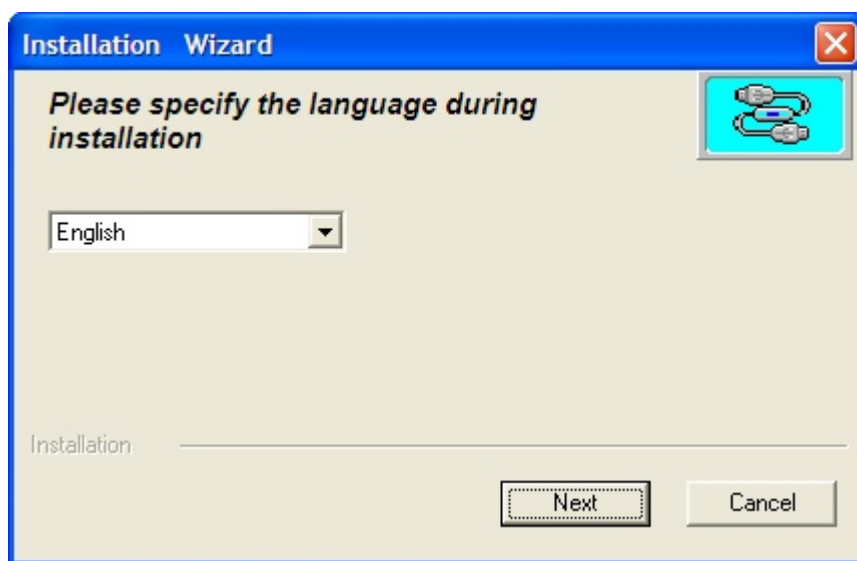 Installation Wizard
Please specify the language during
installation
English
Installation
Next
Cancel